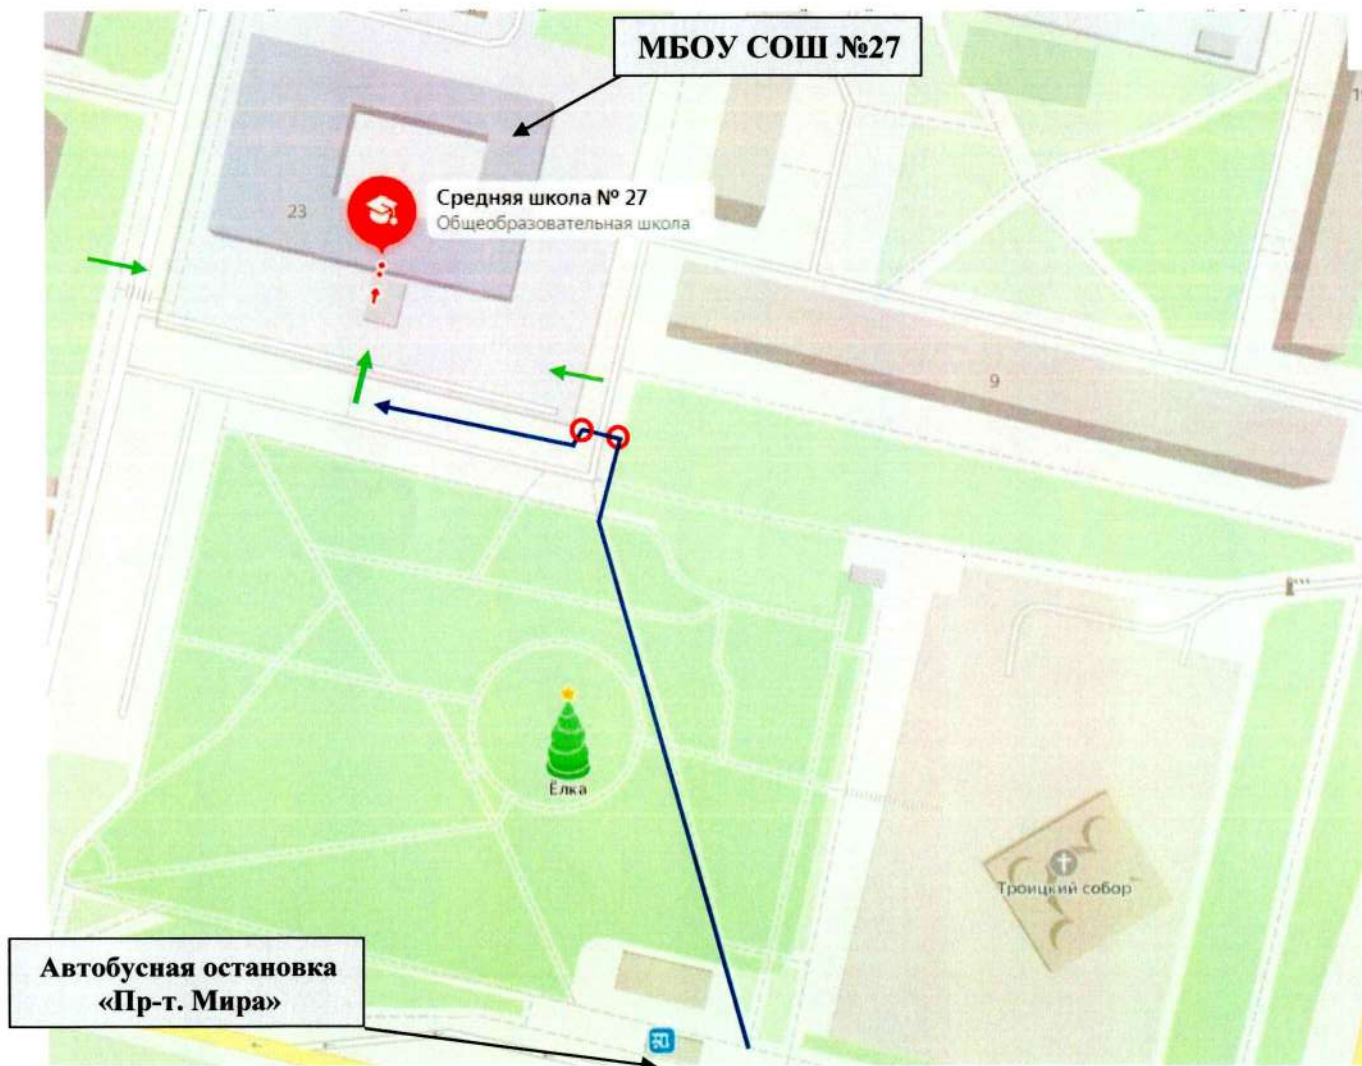 МБОУ СОШ №27
Средняя школа № 27
Общеобразовательная школа
23
9
Ёлка
Троицкий собор
Автобусная остановка
«Пр-т. Мира»